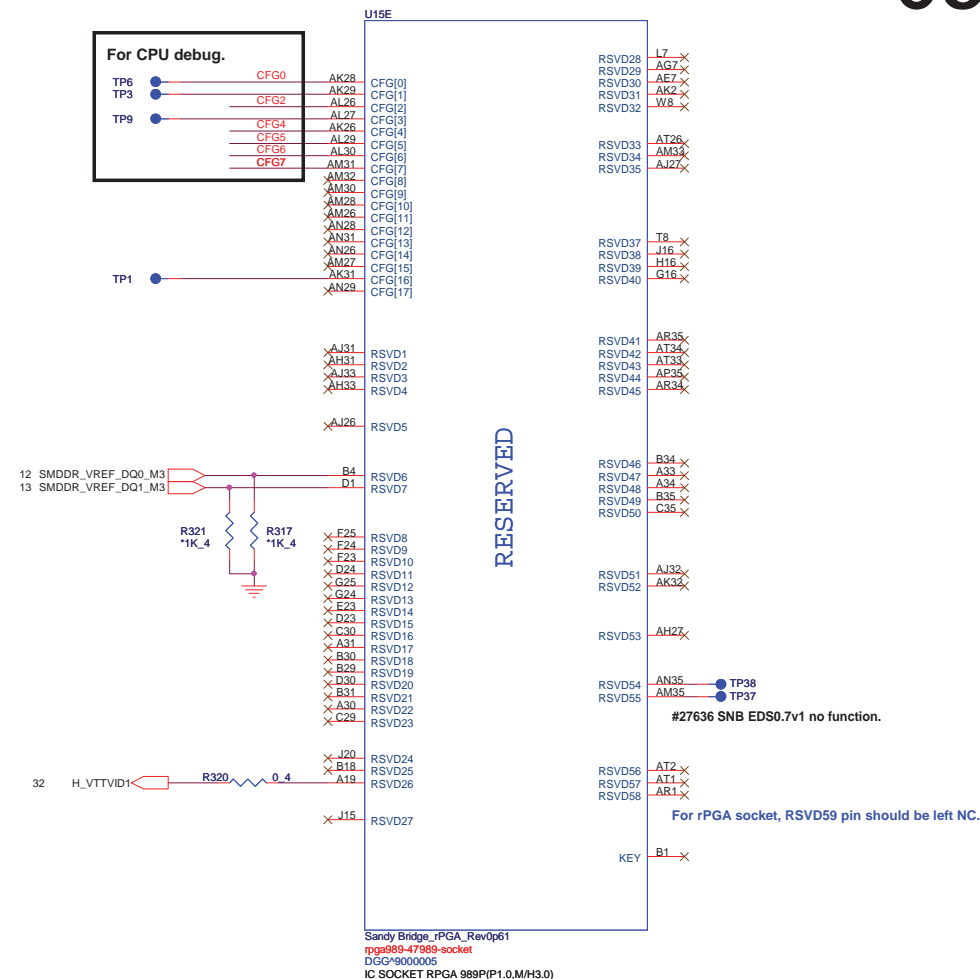 U15E
For CPU debug.
TP6 CFG0 AK28 CFG[0]
TP3 AK29 CFG[1]
CFG2 AL26 CFG[2]
TP9 AL27 CFG[3]
CFG4 AK26 CFG[4]
CFG5 AL29 CFG[5]
CFG6 AL30 CFG[6]
CFG7 AM31 CFG[7]
AM32 CFG[8]
AM30 CFG[9]
AM28 CFG[10]
AM26 CFG[11]
AN28 CFG[12]
AN31 CFG[13]
AN26 CFG[14]
AM27 CFG[15]
TP1 AK31 CFG[16]
AN29 CFG[17]
AJ31 RSVD1
AH31 RSVD2
AJ33 RSVD3
AH33 RSVD4
AJ26 RSVD5
12 SMDDR_VREF_DQ0_M3 B4 RSVD6
13 SMDDR_VREF_DQ1_M3 D1 RSVD7
R321 R317
*1K_4 *1K_4
F25 RSVD8
F24 RSVD9
F23 RSVD10
D24 RSVD11
G25 RSVD12
G24 RSVD13
E23 RSVD14
D23 RSVD15
C30 RSVD16
A31 RSVD17
B30 RSVD18
B29 RSVD19
D30 RSVD20
B31 RSVD21
A30 RSVD22
C29 RSVD23
J20 RSVD24
B18 RSVD25
32 H_VTTVID1 R320 0_4 A19 RSVD26
J15 RSVD27
RESERVED
RSVD28 L7
RSVD29 AG7
RSVD30 AE7
RSVD31 AK2
RSVD32 W8
RSVD33 AT26
RSVD34 AM33
RSVD35 AJ27
RSVD37 T8
RSVD38 J16
RSVD39 H16
RSVD40 G16
RSVD41 AR35
RSVD42 AT34
RSVD43 AT33
RSVD44 AP35
RSVD45 AR34
RSVD46 B34
RSVD47 A33
RSVD48 A34
RSVD49 B35
RSVD50 C35
RSVD51 AJ32
RSVD52 AK32
RSVD53 AH27
RSVD54 AN35 TP38
RSVD55 AM35 TP37
#27636 SNB EDS0.7v1 no function.
RSVD56 AT2
RSVD57 AT1
RSVD58 AR1
For rPGA socket, RSVD59 pin should be left NC.
KEY B1
Sandy Bridge_rPGA_Rev0p61
rpga989-47989-socket
DGG^9000005
IC SOCKET RPGA 989P(P1.0,M/H3.0)